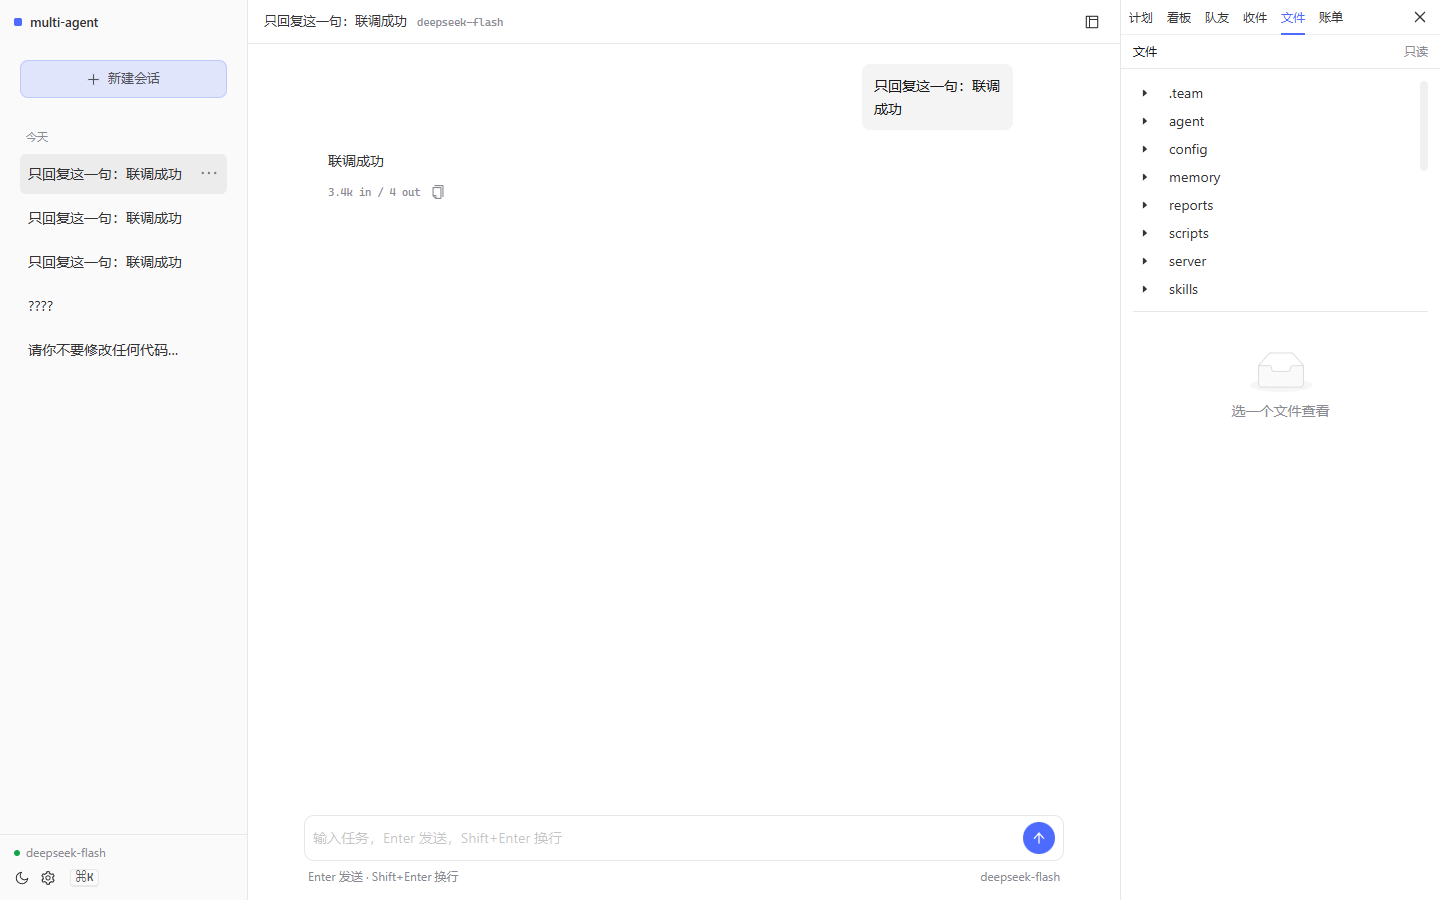 multi-agent
新建会话
今天
只回复这一句：联调成功
只回复这一句：联调成功
只回复这一句：联调成功
????
请你不要修改任何代码...
deepseek-flash
⌘K
只回复这一句：联调成功 deepseek-flash
只回复这一句：联调
成功
联调成功
3.4k in / 4 out
输入任务，Enter 发送，Shift+Enter 换行
Enter 发送 · Shift+Enter 换行
deepseek-flash
计划 看板 队友 收件 文件 账单
文件 只读
.team
agent
config
memory
reports
scripts
server
skills
选一个文件查看